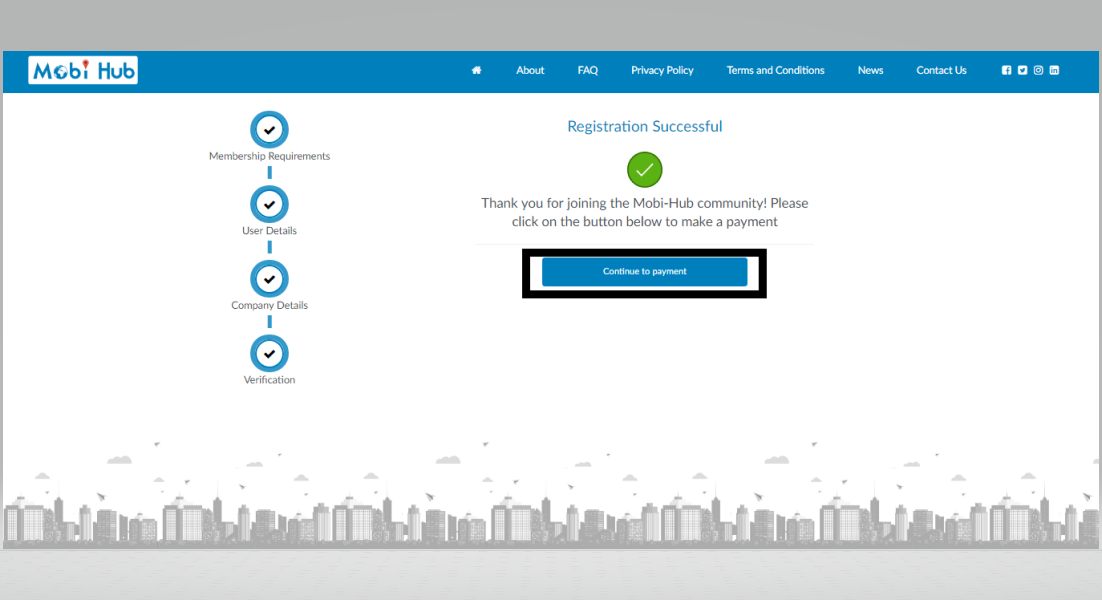 Mobi Hub
About FAQ Privacy Policy Terms and Conditions News Contact Us
Membership Requirements
User Details
Company Details
Verification
Registration Successful
Thank you for joining the Mobi-Hub community! Please
click on the button below to make a payment
Continue to payment